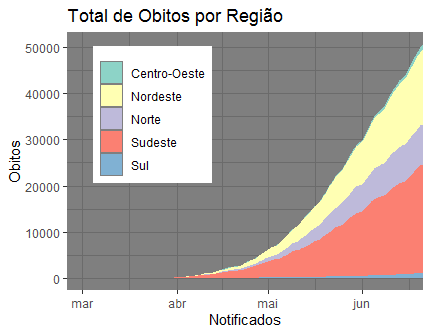 Total de Obitos por Região
50000
40000
30000
20000
10000
0
Obitos
Centro-Oeste
Nordeste
Norte
Sudeste
Sul
mar
abr
mai
jun
Notificados